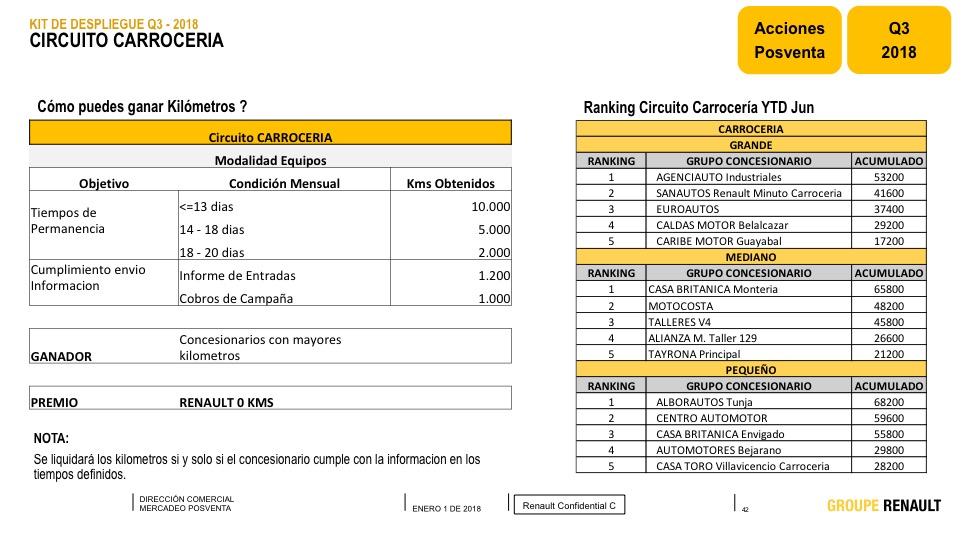 KIT DE DESPLIEGUE Q3 - 2018
CIRCUITO CARROCERIA
Acciones
Posventa
Q3
2018
Cómo puedes ganar Kilómetros ?
Circuito CARROCERIA
Modalidad Equipos
Objetivo Condición Mensual Kms Obtenidos
Tiempos de
Permanencia
<=13 dias 10.000
14 - 18 dias 5.000
18 - 20 dias 2.000
Cumplimiento envio
Informacion
Informe de Entradas 1.200
Cobros de Campaña 1.000
GANADOR Concesionarios con mayores
kilometros
PREMIO RENAULT 0 KMS
NOTA:
Se liquidará los kilometros si y solo si el concesionario cumple con la informacion en los
tiempos definidos.
Ranking Circuito Carrocería YTD Jun
CARROCERIA
GRANDE
RANKING GRUPO CONCESIONARIO ACUMULADO
1 AGENCIAUTO Industriales 53200
2 SANAUTOS Renault Minuto Carroceria 41600
3 EUROAUTOS 37400
4 CALDAS MOTOR Belalcazar 29200
5 CARIBE MOTOR Guayabal 17200
MEDIANO
RANKING GRUPO CONCESIONARIO ACUMULADO
1 CASA BRITANICA Monteria 65800
2 MOTOCOSTA 48200
3 TALLERES V4 45800
4 ALIANZA M. Taller 129 26600
5 TAYRONA Principal 21200
PEQUEÑO
RANKING GRUPO CONCESIONARIO ACUMULADO
1 ALBORAUTOS Tunja 68200
2 CENTRO AUTOMOTOR 59600
3 CASA BRITANICA Envigado 55800
4 AUTOMOTORES Bejarano 29800
5 CASA TORO Villavicencio Carroceria 28200
DIRECCIÓN COMERCIAL
MERCADEO POSVENTA
ENERO 1 DE 2018
Renault Confidential C
42
GROUPE RENAULT